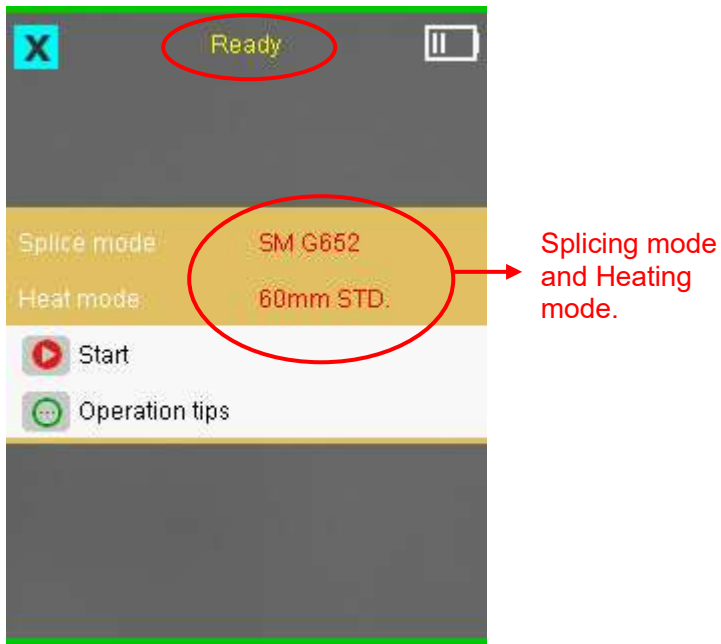 X Ready
Splice mode SM G652
Heat mode 60mm STD.
Start
Operation tips
Splicing mode
and Heating
mode.